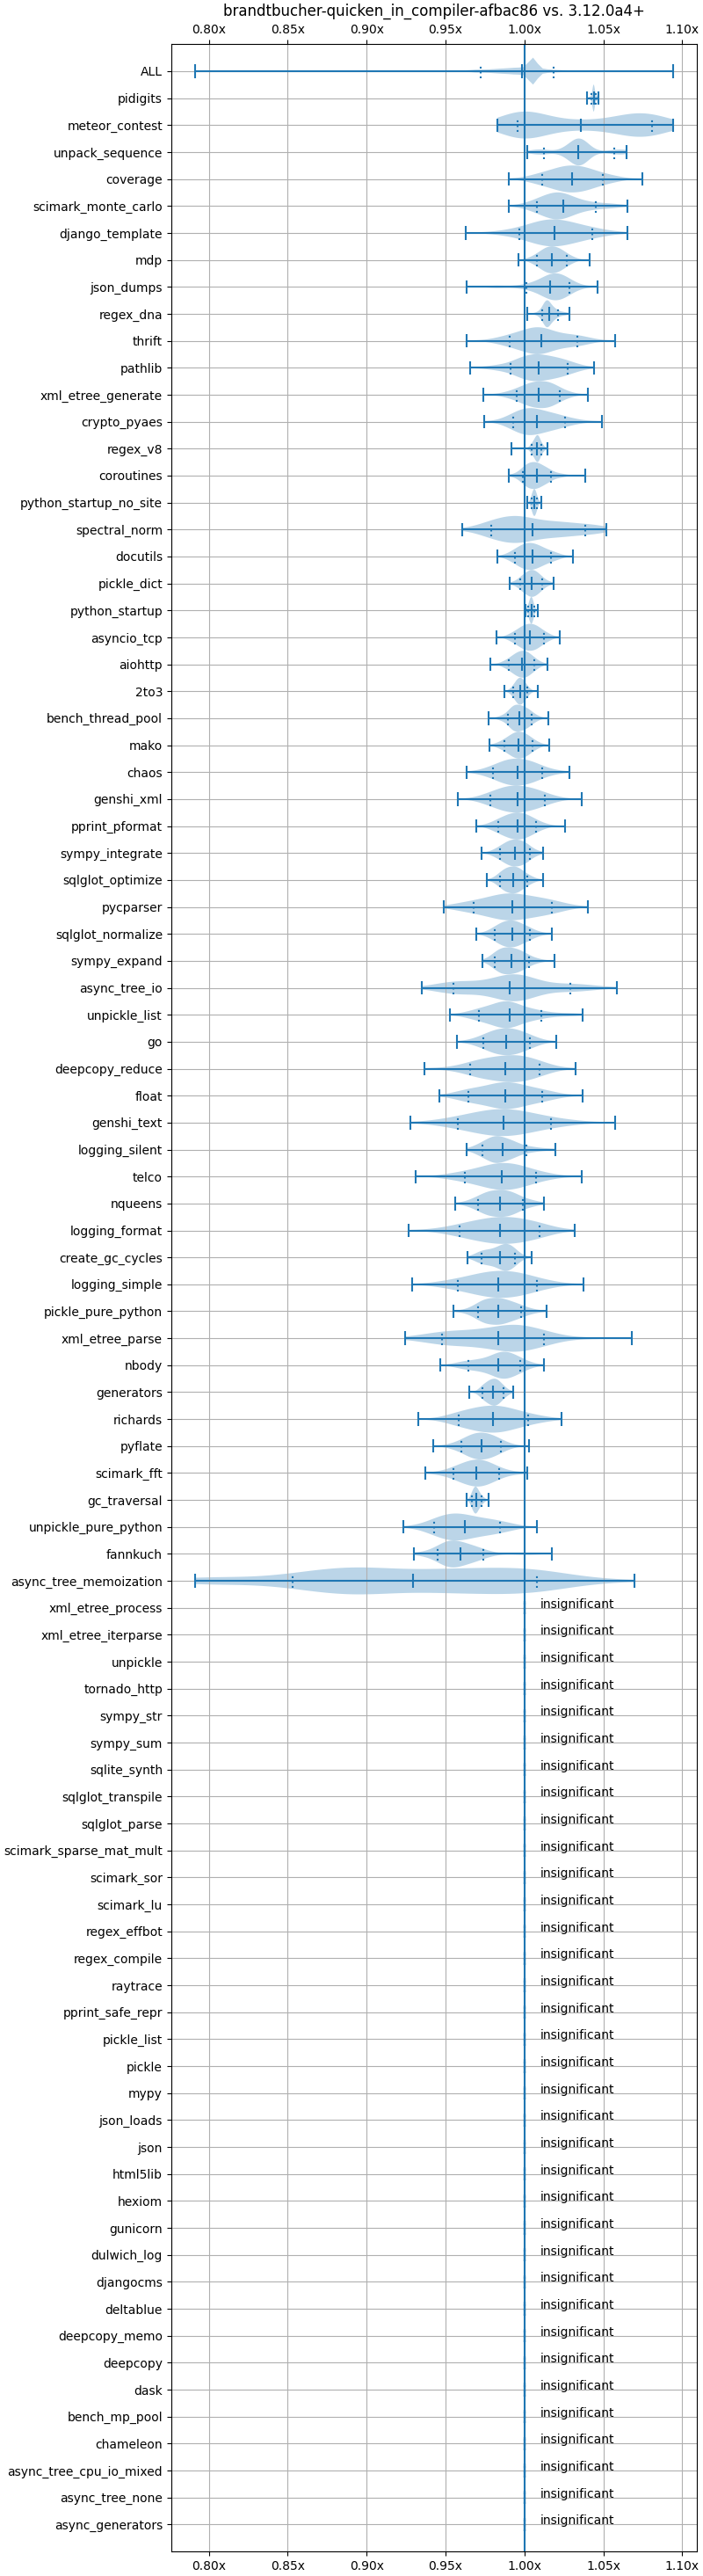 brandtbucher-quicken_in_compiler-afbac86 vs. 3.12.0a4+
0.80x 0.85x 0.90x 0.95x 1.00x 1.05x 1.10x
ALL
pidigits
meteor_contest
unpack_sequence
coverage
scimark_monte_carlo
django_template
mdp
json_dumps
regex_dna
thrift
pathlib
xml_etree_generate
crypto_pyaes
regex_v8
coroutines
python_startup_no_site
spectral_norm
docutils
pickle_dict
python_startup
asyncio_tcp
aiohttp
2to3
bench_thread_pool
mako
chaos
genshi_xml
pprint_pformat
sympy_integrate
sqlglot_optimize
pycparser
sqlglot_normalize
sympy_expand
async_tree_io
unpickle_list
go
deepcopy_reduce
float
genshi_text
logging_silent
telco
nqueens
logging_format
create_gc_cycles
logging_simple
pickle_pure_python
xml_etree_parse
nbody
generators
richards
pyflate
scimark_fft
gc_traversal
unpickle_pure_python
fannkuch
async_tree_memoization
xml_etree_process insignificant
xml_etree_iterparse insignificant
unpickle insignificant
tornado_http insignificant
sympy_str insignificant
sympy_sum insignificant
sqlite_synth insignificant
sqlglot_transpile insignificant
sqlglot_parse insignificant
scimark_sparse_mat_mult insignificant
scimark_sor insignificant
scimark_lu insignificant
regex_effbot insignificant
regex_compile insignificant
raytrace insignificant
pprint_safe_repr insignificant
pickle_list insignificant
pickle insignificant
mypy insignificant
json_loads insignificant
json insignificant
html5lib insignificant
hexiom insignificant
gunicorn insignificant
dulwich_log insignificant
djangocms insignificant
deltablue insignificant
deepcopy_memo insignificant
deepcopy insignificant
dask insignificant
bench_mp_pool insignificant
chameleon insignificant
async_tree_cpu_io_mixed insignificant
async_tree_none insignificant
async_generators insignificant
0.80x 0.85x 0.90x 0.95x 1.00x 1.05x 1.10x